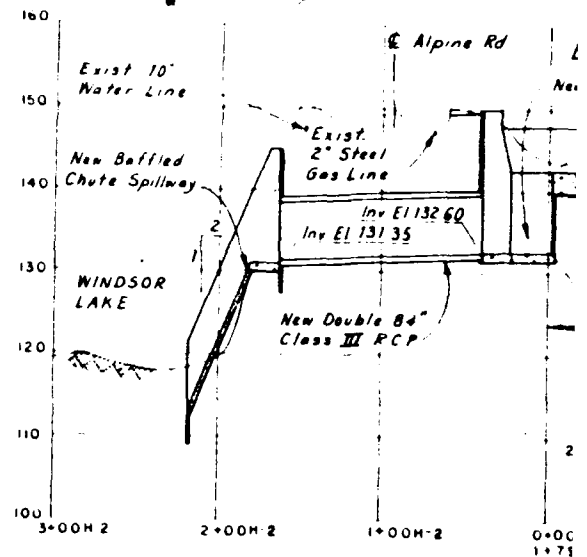 160
150
140
130
120
110
100
℄ Alpine Rd
Exist 10"
Water Line
Exist.
2" Steel
Gas Line
New Baffled
Chute Spillway
2
1
Inv El 132 60
Inv El 131 35
WINDSOR
LAKE
New Double 84"
Class III RCP
3+00H-2
2+00H-2
1+00H-2
0+00